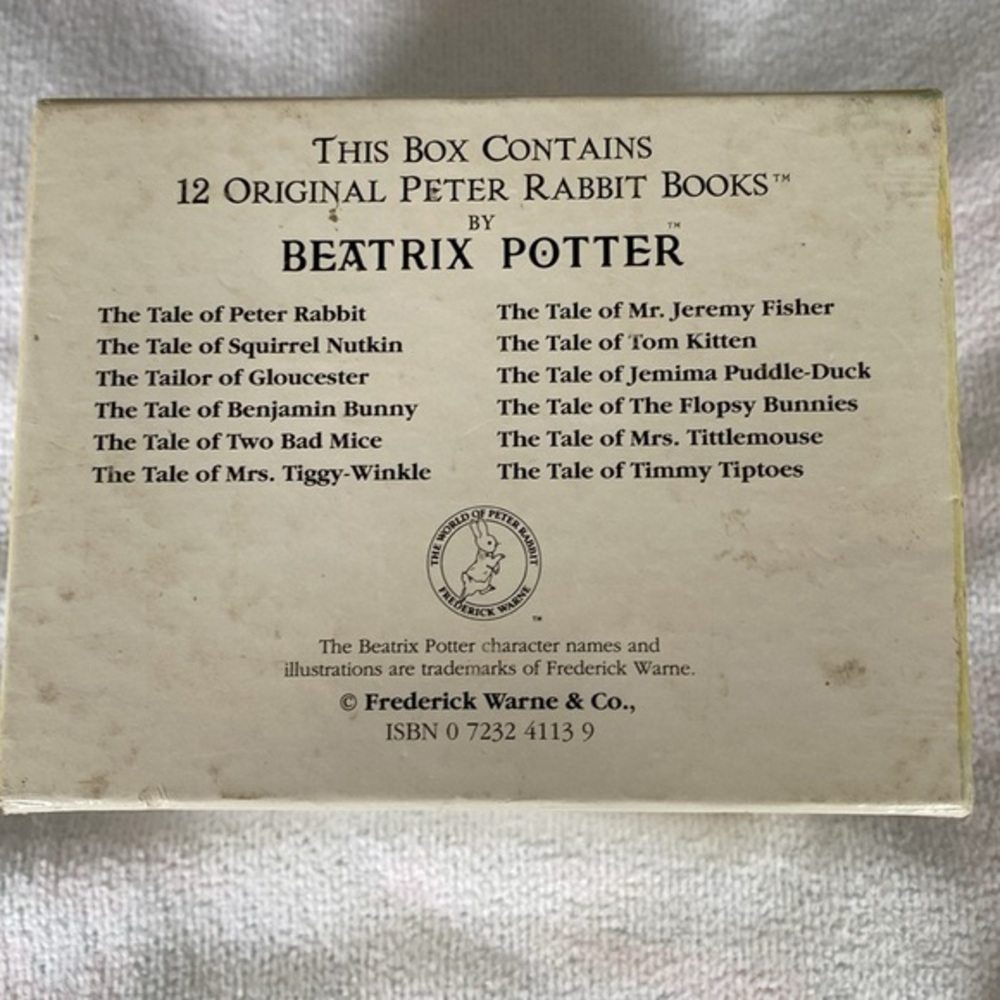 THIS BOX CONTAINS
12 ORIGINAL PETER RABBIT BOOKS™
BY
BEATRIX POTTER™
The Tale of Peter Rabbit
The Tale of Squirrel Nutkin
The Tailor of Gloucester
The Tale of Benjamin Bunny
The Tale of Two Bad Mice
The Tale of Mrs. Tiggy-Winkle
The Tale of Mr. Jeremy Fisher
The Tale of Tom Kitten
The Tale of Jemima Puddle-Duck
The Tale of The Flopsy Bunnies
The Tale of Mrs. Tittlemouse
The Tale of Timmy Tiptoes
THE WORLD OF PETER RABBIT
FREDERICK WARNE
™
The Beatrix Potter character names and
illustrations are trademarks of Frederick Warne.
© Frederick Warne & Co.,
ISBN 0 7232 4113 9